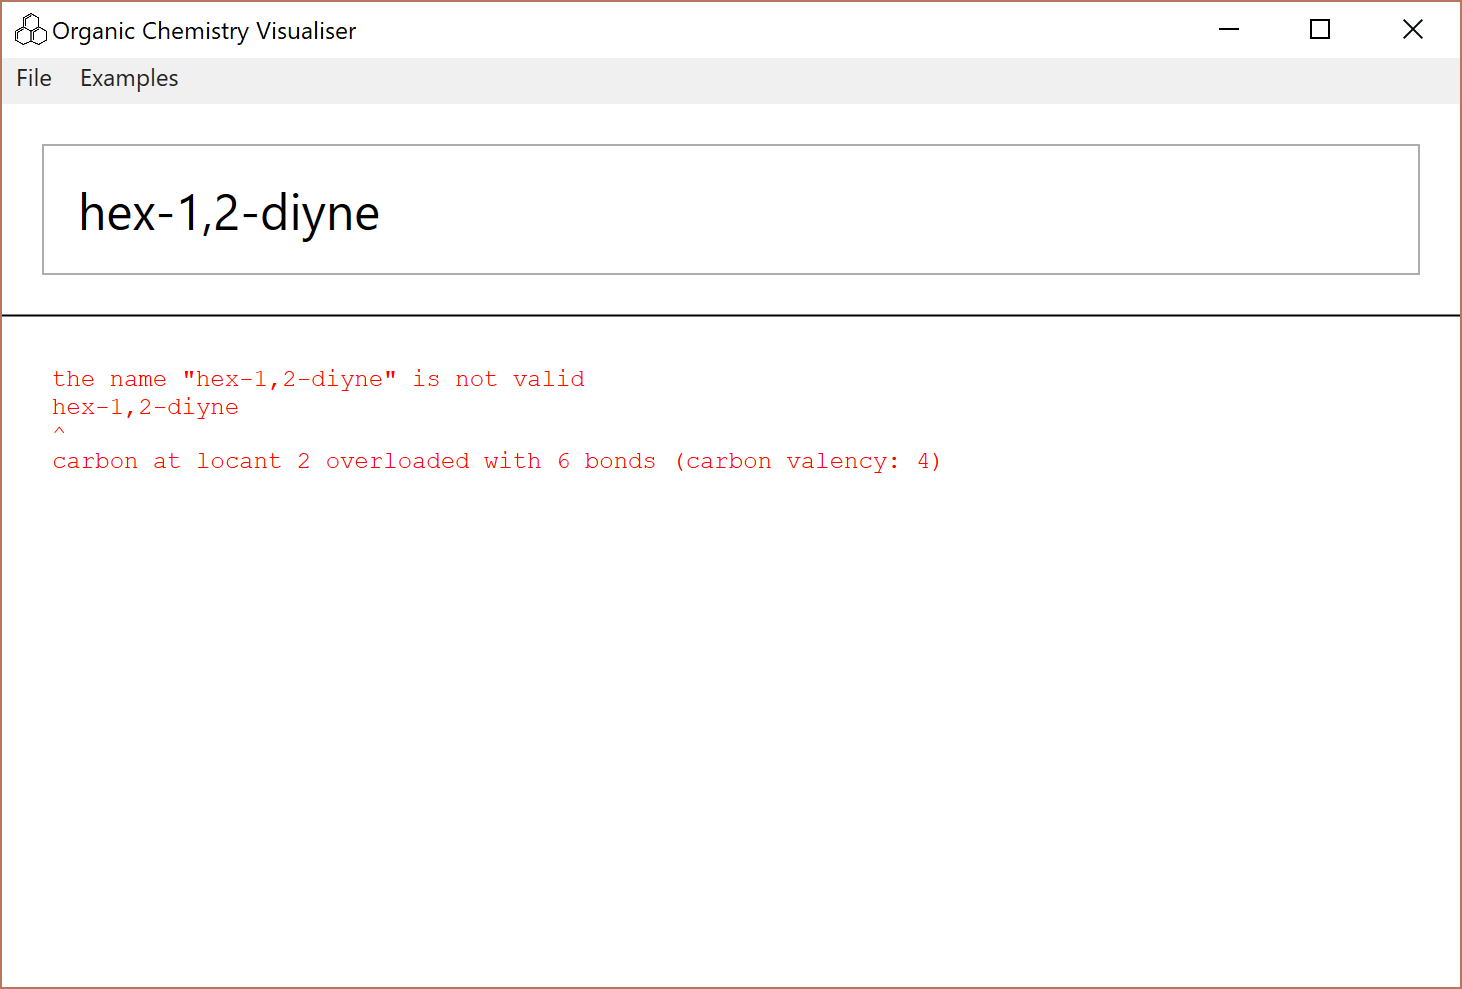 Organic Chemistry Visualiser
File Examples
hex-1,2-diyne
the name "hex-1,2-diyne" is not valid
hex-1,2-diyne
^
carbon at locant 2 overloaded with 6 bonds (carbon valency: 4)